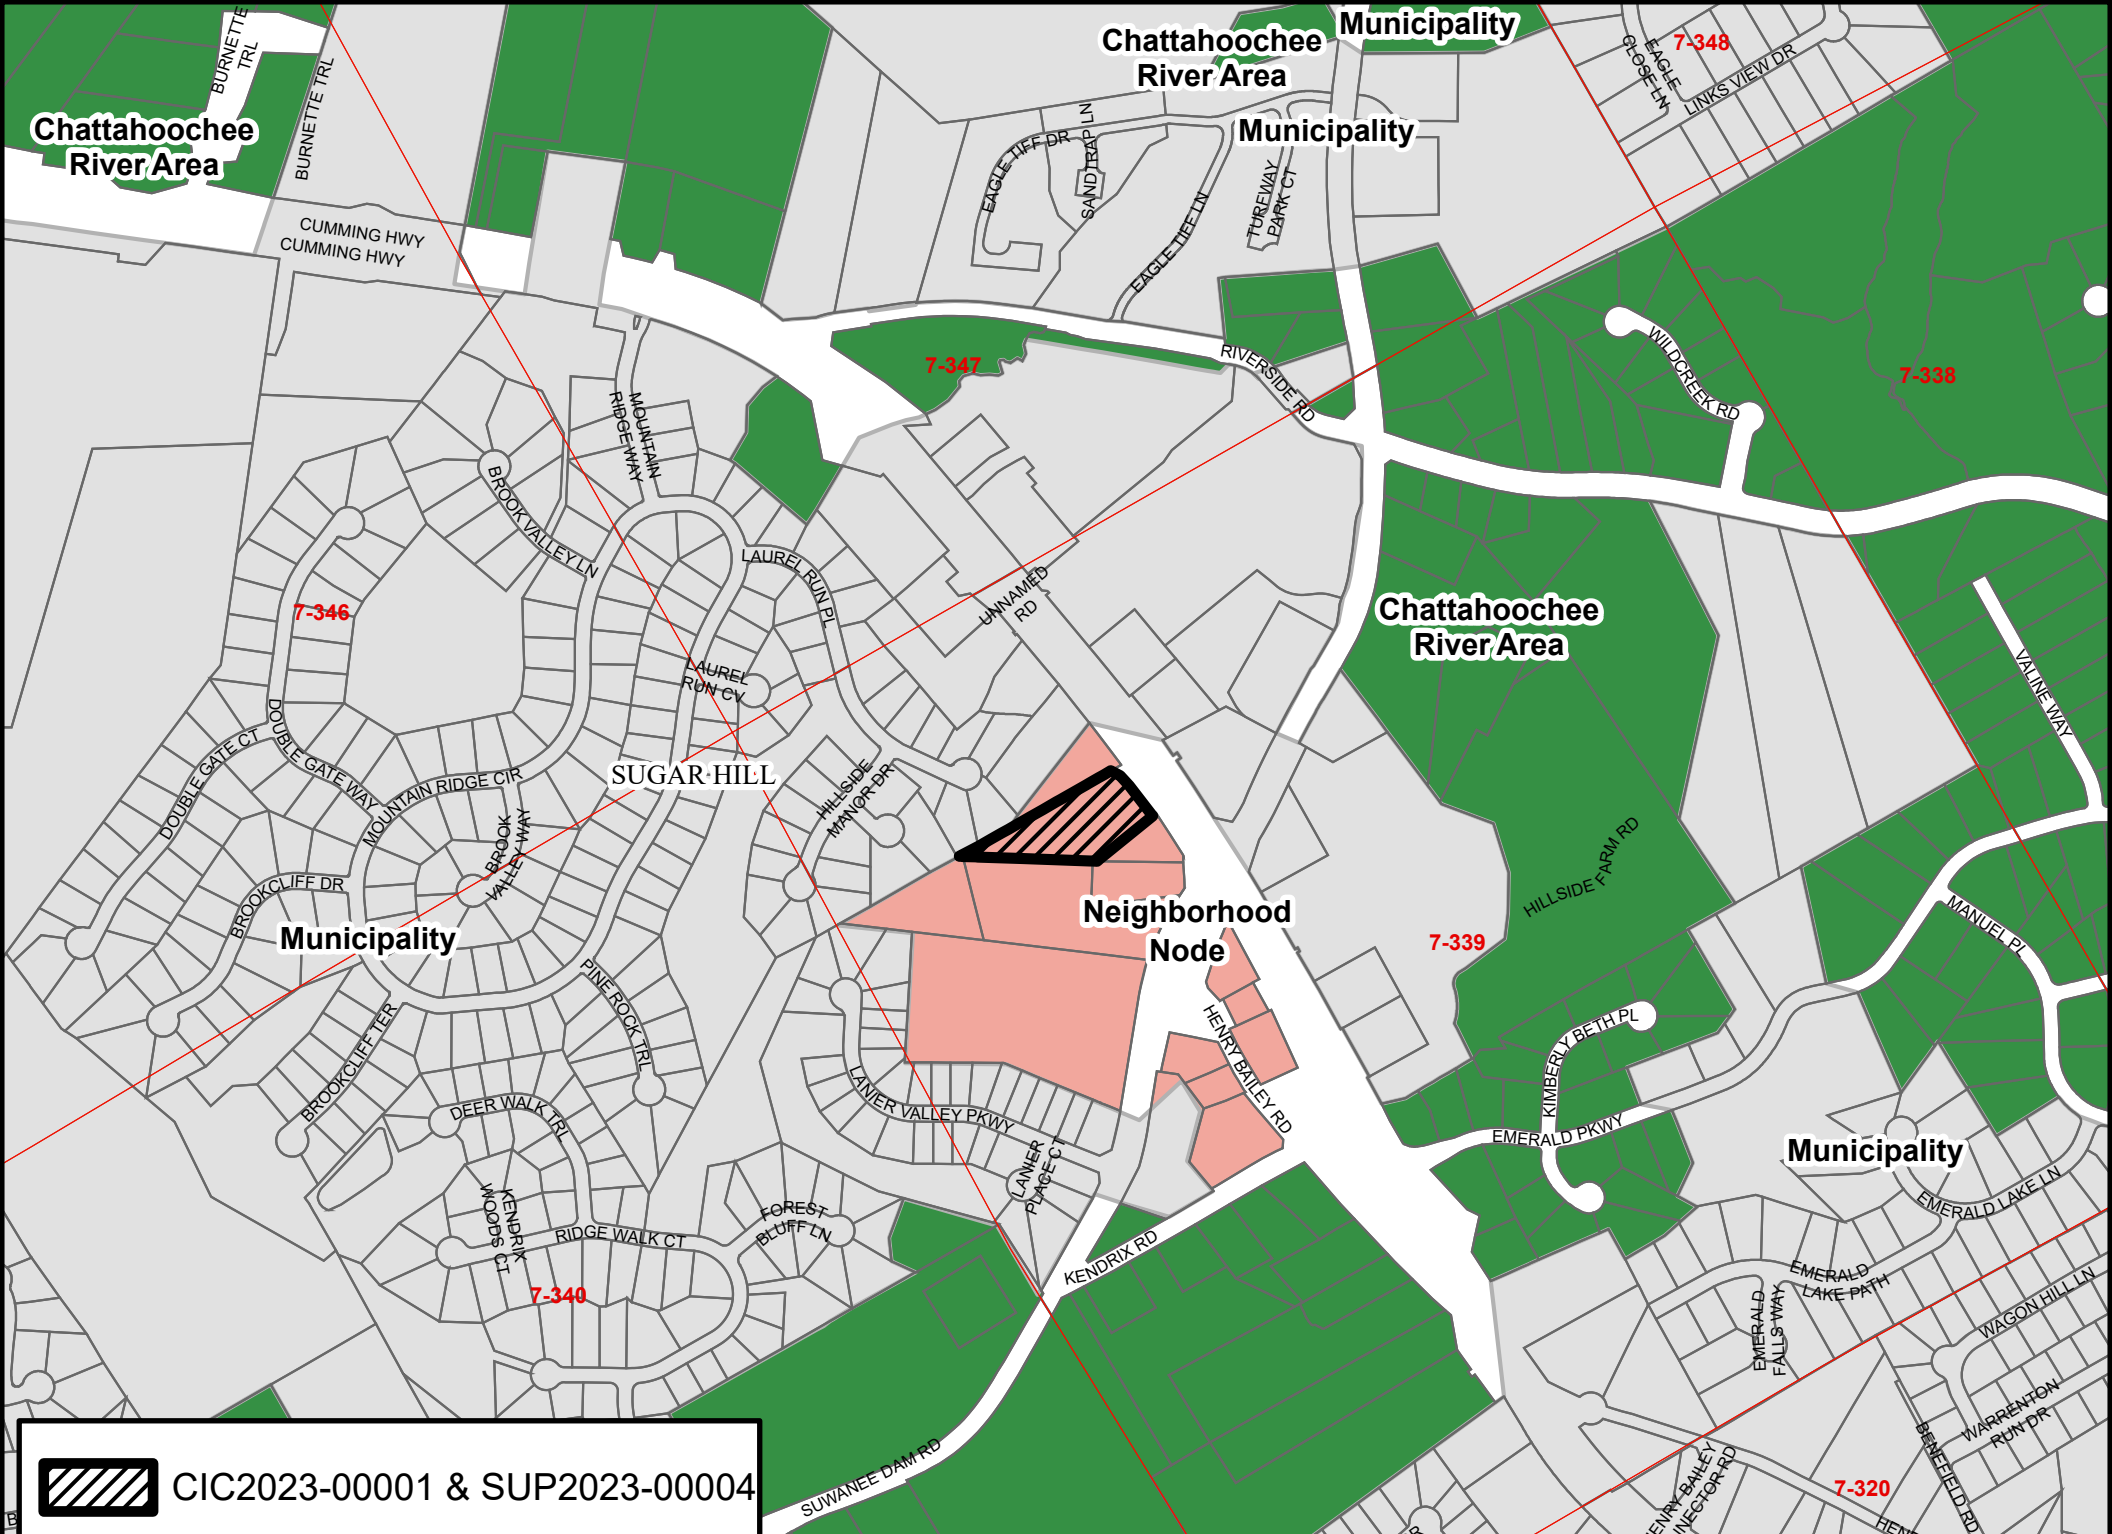 BURNETTE
TRL
BURNETTE TRL
Chattahoochee
River Area
CUMMING HWY
CUMMING HWY
Chattahoochee
River Area
Municipality
Municipality
EAGLE TIFF DR
SANDTRAP LN
EAGLE TIFF LN
TURFWAY
PARK CT
EAGLE
CLOSE LN
7-348
LINKS VIEW DR
7-347
RIVERSIDE RD
WILDCREEK RD
7-338
MOUNTAIN
RIDGE WAY
BROOK VALLEY LN
LAUREL RUN PL
7-346
UNNAMED
RD
Chattahoochee
River Area
VALINE WAY
LAUREL
RUN CV
DOUBLE GATE CT
DOUBLE GATE WAY
MOUNTAIN RIDGE CIR
SUGAR HILL
HILLSIDE
MANOR DR
BROOK
VALLEY WAY
BROOKCLIFF DR
Municipality
Neighborhood
Node
HILLSIDE FARM RD
7-339
MANUEL PL
PINE ROCK TRL
BROOKCLIFF TER
HENRY BAILEY RD
KIMBERLY BETH PL
EMERALD PKWY
LANIER VALLEY PKWY
DEER WALK TRL
LANIER
PLACE CT
Municipality
KENDRIX
WOODS CT
FOREST
BLUFF LN
RIDGE WALK CT
EMERALD LAKE LN
KENDRIX RD
7-340
EMERALD
LAKE PATH
EMERALD
FALLS WAY
WAGON HILL LN
WARRENTON
RUN DR
BENEFIELD RD
SUWANEE DAM RD
7-320
CIC2023-00001 & SUP2023-00004